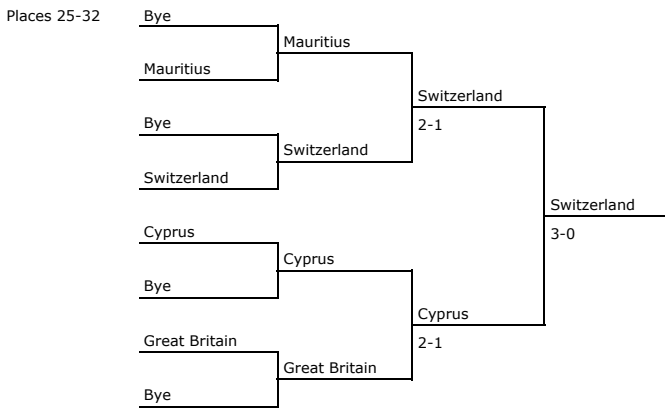 Places 25-32
Bye
Mauritius
Mauritius
Switzerland
2-1
Bye
Switzerland
Switzerland
Switzerland
3-0
Cyprus
Cyprus
Bye
Cyprus
2-1
Great Britain
Great Britain
Bye